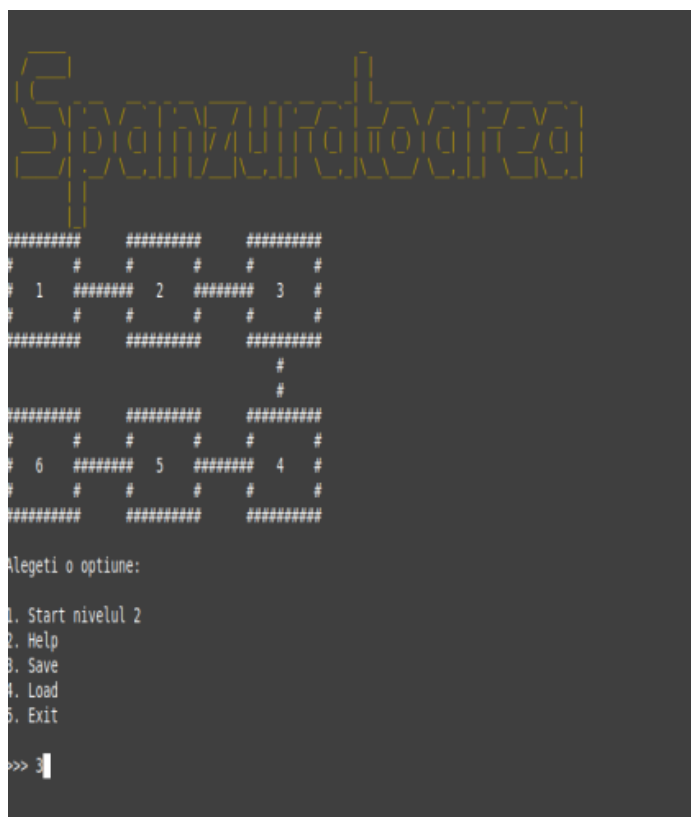 Spanzuratoarea
########## ########## ##########
# # # # # #
# 1 ######## 2 ######## 3 #
# # # # # #
########## ########## ##########
#
#
########## ########## ##########
# # # # # #
# 6 ######## 5 ######## 4 #
# # # # # #
########## ########## ##########
Alegeti o optiune:
1. Start nivelul 2
2. Help
3. Save
4. Load
5. Exit
>>> 3